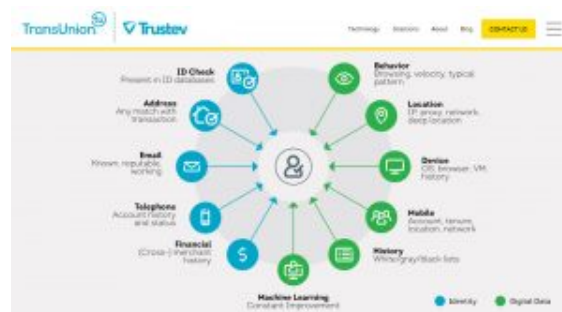 TransUnion
Trustev
Technology Solutions About Blog CONTACT US
ID Check
Present in ID databases
Address
Any match with
transaction
Email
Known, reputable,
working
Telephone
Account history
and status
Financial
(Cross-) merchant
history
Machine Learning
Constant Improvement
Behavior
Browsing, velocity, typical
pattern
Location
IP, proxy, network,
deep location
Device
OS, browser, VM,
history
Mobile
Account, tenure,
location, network
History
White/gray/black lists
Identity
Digital Data